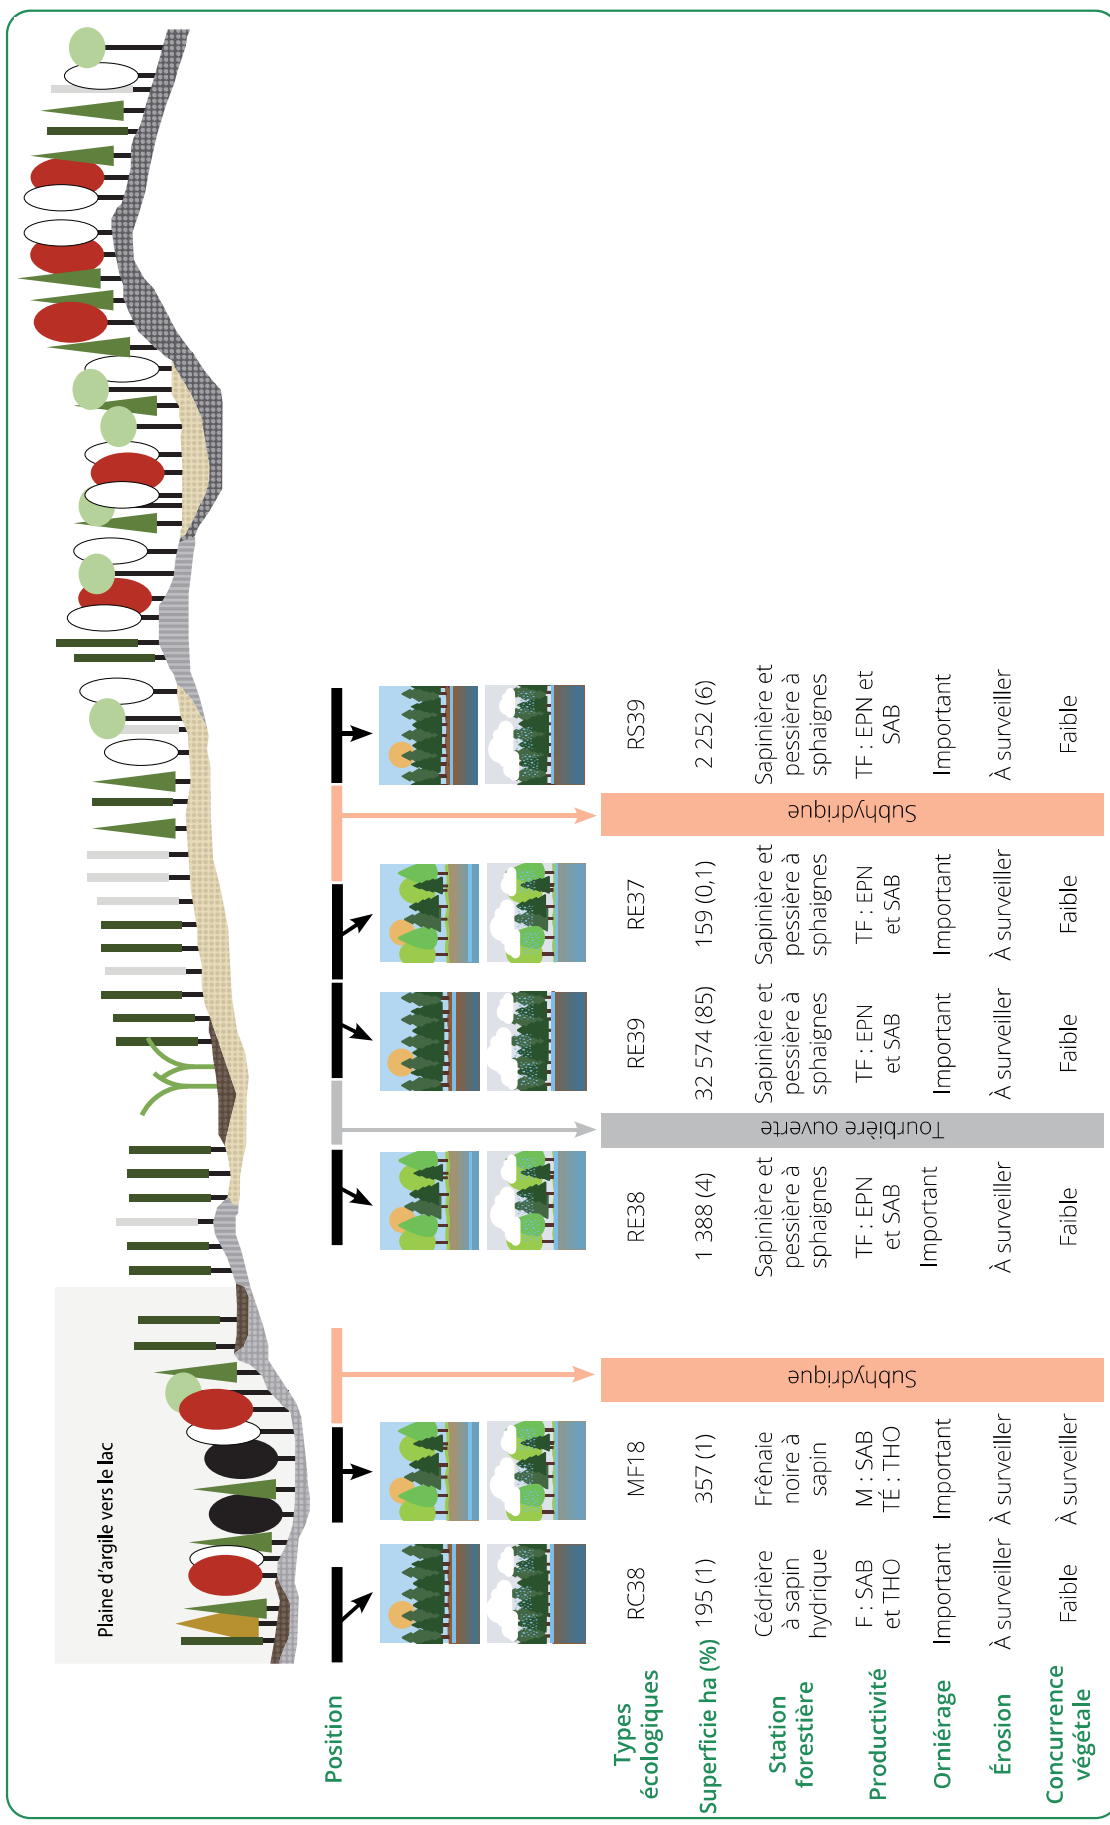 Plaine d'argile vers le lac
Position
Types
écologiques
RC38
MF18
RE38
RE39
RE37
RS39
Superficie ha (%)
195 (1)
357 (1)
1 388 (4)
32 574 (85)
159 (0,1)
2 252 (6)
Station
forestière
Cédrière
à sapin
hydrique
Frênaie
noire à
sapin
Subhydrique
Sapinière et
pessière à
sphaignes
Tourbière ouverte
Sapinière et
pessière à
sphaignes
Sapinière et
pessière à
sphaignes
Subhydrique
Sapinière et
pessière à
sphaignes
Productivité
F : SAB
et THO
M : SAB
TÉ : THO
TF : EPN
et SAB
TF : EPN
et SAB
TF : EPN
et SAB
TF : EPN et
SAB
Orniérage
Important
Important
Important
Important
Important
Important
Érosion
À surveiller
À surveiller
À surveiller
À surveiller
À surveiller
À surveiller
Concurrence
végétale
Faible
À surveiller
Faible
Faible
Faible
Faible